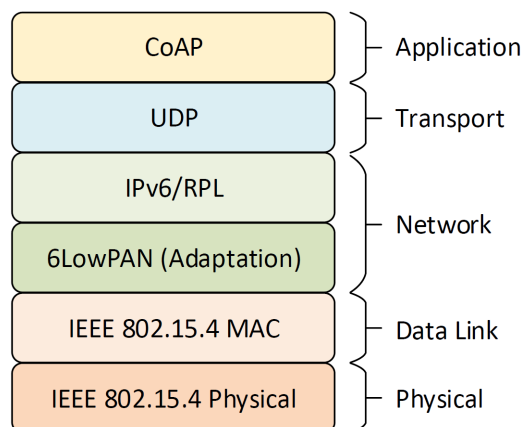 CoAP
Application
UDP
Transport
IPv6/RPL
Network
6LowPAN (Adaptation)
IEEE 802.15.4 MAC
Data Link
IEEE 802.15.4 Physical
Physical